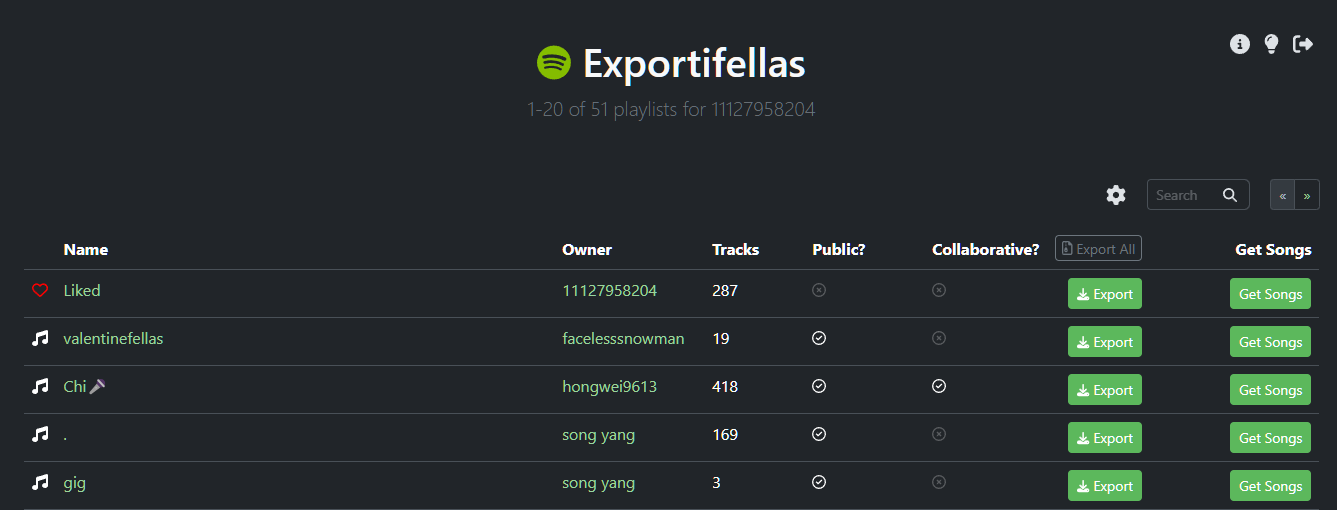 Exportifellas
1-20 of 51 playlists for 11127958204
Search « »
Name Owner Tracks Public? Collaborative? Export All Get Songs
Liked 11127958204 287 Export Get Songs
valentinefellas facelesssnowman 19 Export Get Songs
Chi🎤 hongwei9613 418 Export Get Songs
. song yang 169 Export Get Songs
gig song yang 3 Export Get Songs